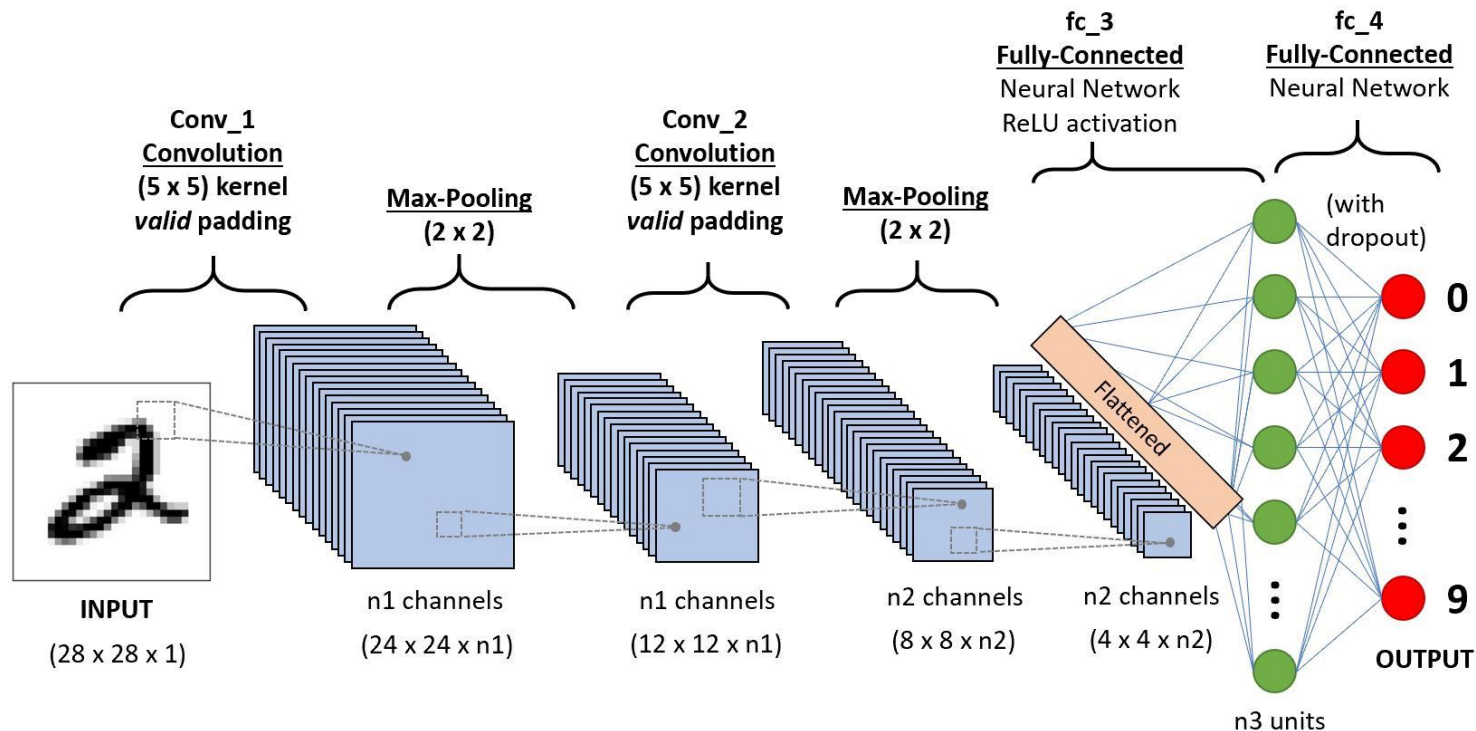 Conv_1
Convolution
(5 x 5) kernel
valid padding
Max-Pooling
(2 x 2)
Conv_2
Convolution
(5 x 5) kernel
valid padding
Max-Pooling
(2 x 2)
fc_3
Fully-Connected
Neural Network
ReLU activation
fc_4
Fully-Connected
Neural Network
(with
dropout)
2
INPUT
(28 x 28 x 1)
n1 channels
(24 x 24 x n1)
n1 channels
(12 x 12 x n1)
n2 channels
(8 x 8 x n2)
n2 channels
(4 x 4 x n2)
Flattened
n3 units
0
1
2
9
OUTPUT